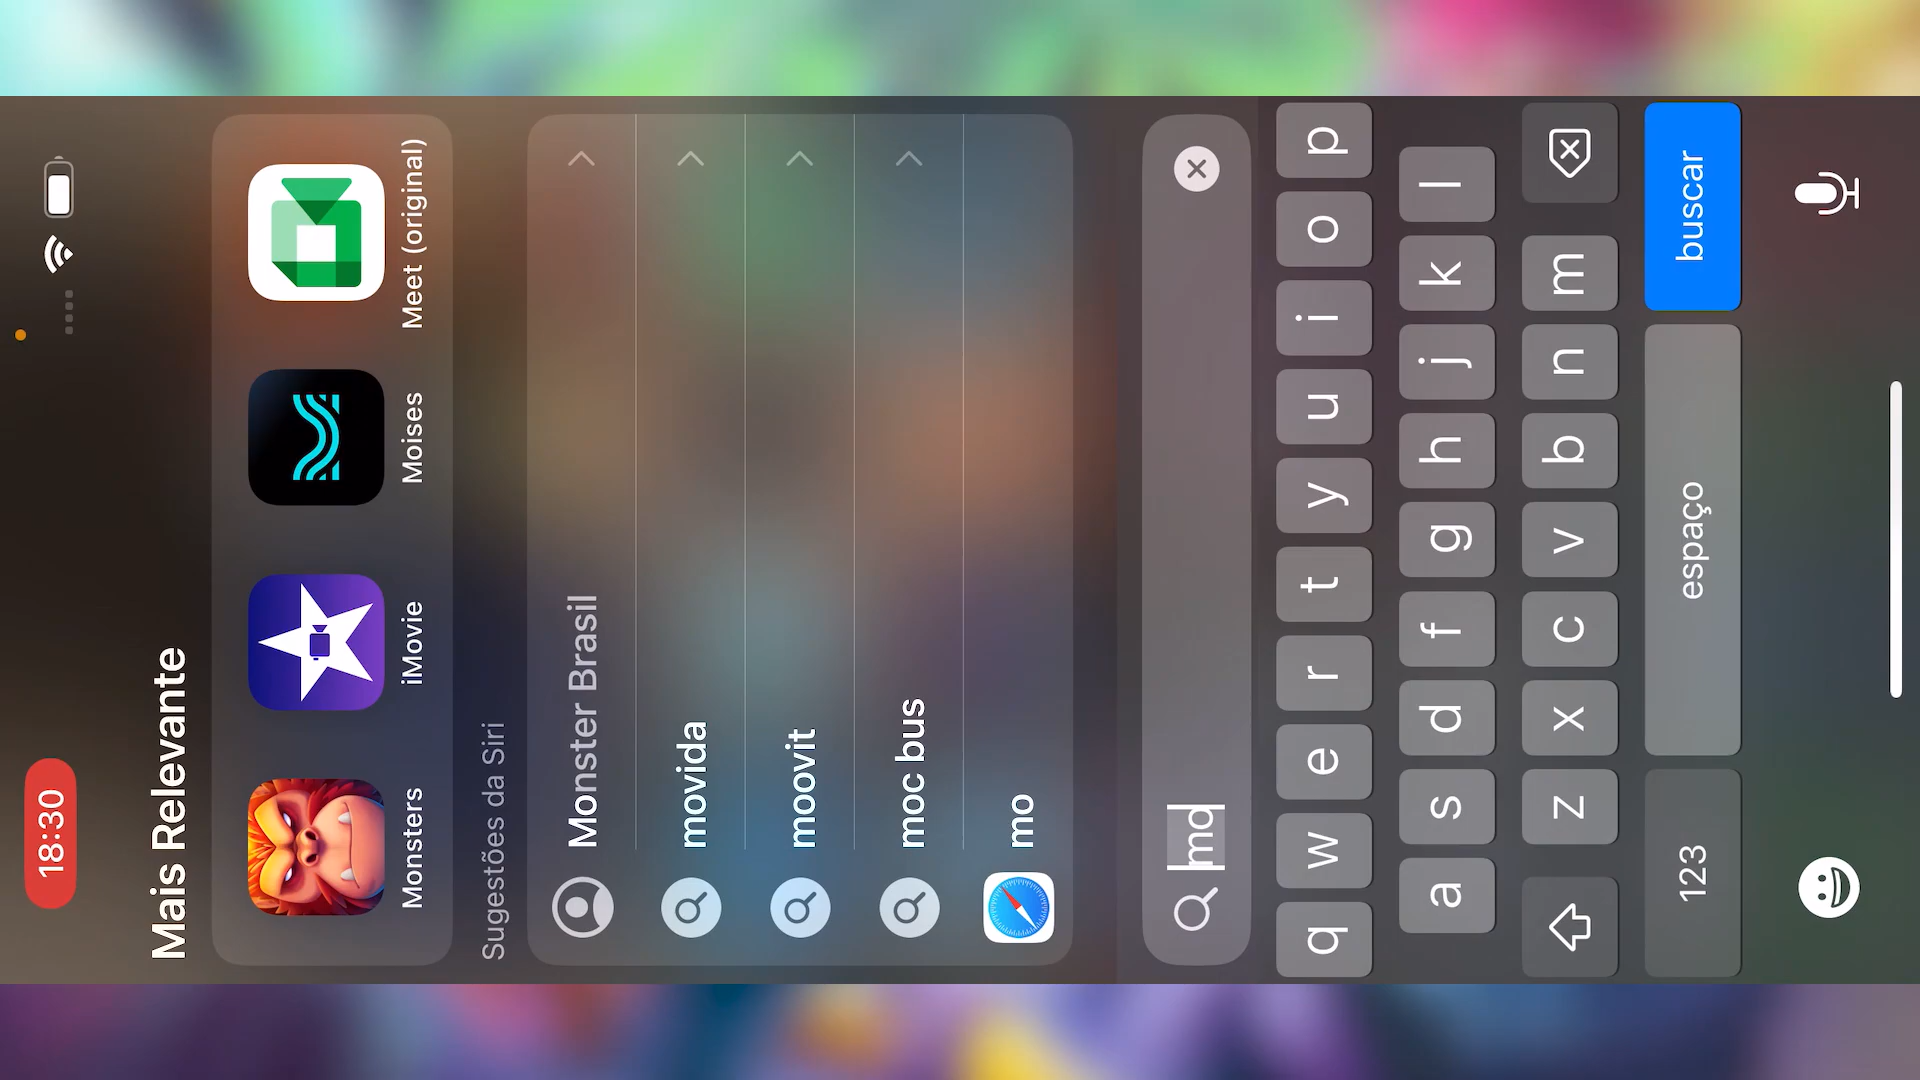 18:30
Mais Relevante
Monsters
iMovie
Moises
Meet (original)
Sugestões da Siri
Monster Brasil
movida
moovit
moc bus
mo
mo
q w e r t y u i o p
a s d f g h j k l
z x c v b n m
123
espaço
buscar